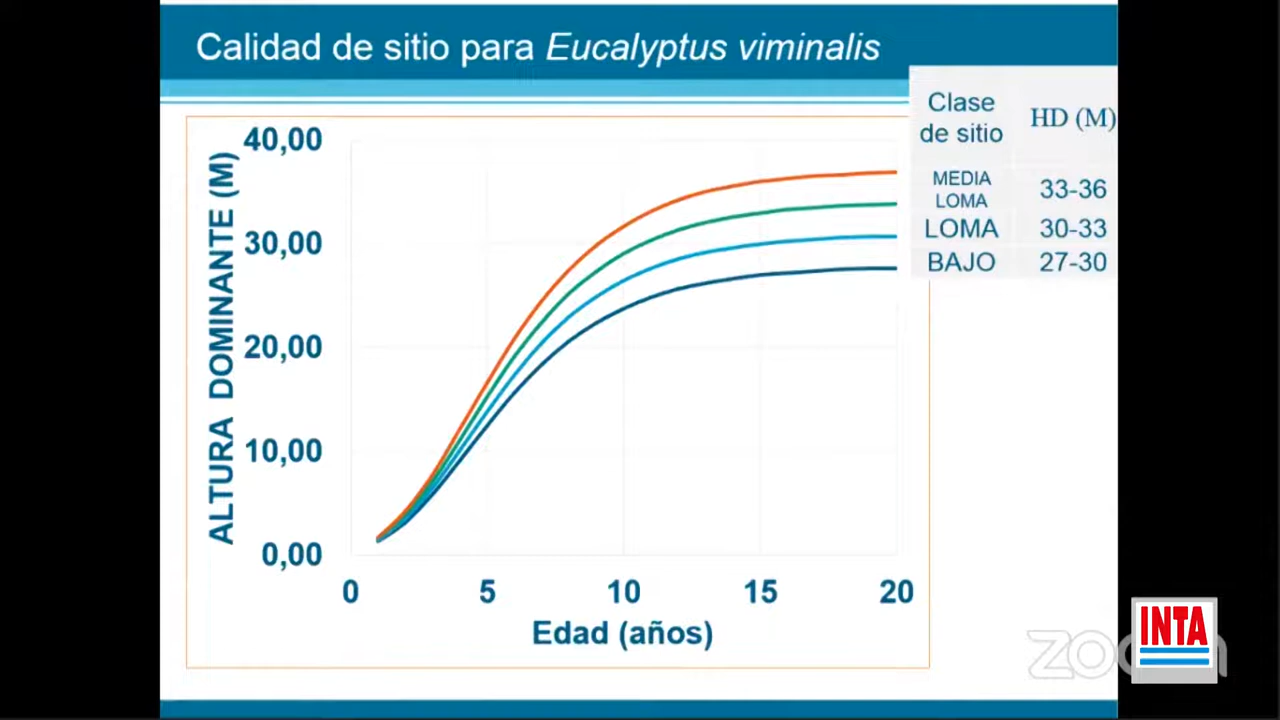 Calidad de sitio para Eucalyptus viminalis
Clase de sitio
HD (M)
MEDIA LOMA
33-36
LOMA
30-33
BAJO
27-30
ALTURA DOMINANTE (M)
40,00
30,00
20,00
10,00
0,00
0
5
10
15
20
Edad (años)
zoom
INTA